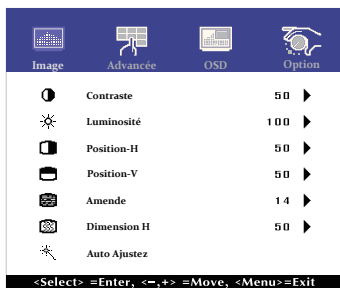 Image Advancée OSD Option
Contraste 50
Luminosité 100
Position-H 50
Position-V 50
Amende 14
Dimension H 50
Auto Ajustez
<Select> =Enter, <−,+> =Move, <Menu>=Exit